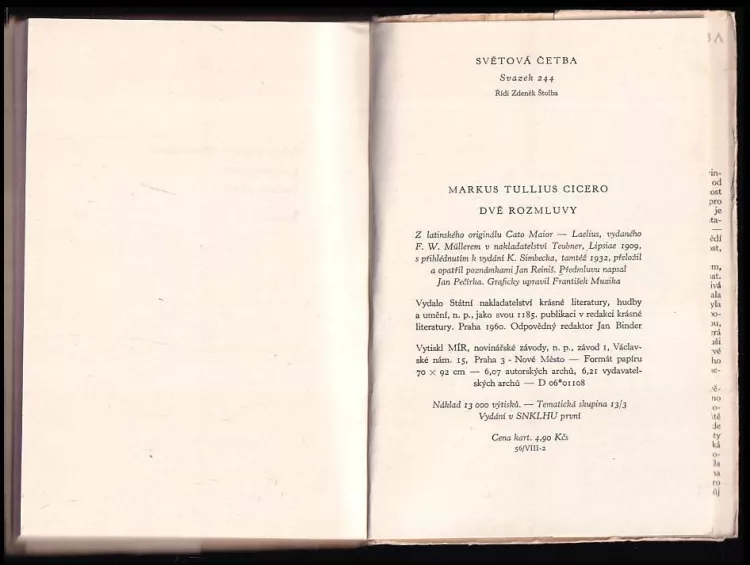 SVĚTOVÁ ČETBA
Svazek 244
Řídí Zdeněk Štolba
MARKUS TULLIUS CICERO
DVĚ ROZMLUVY
Z latinského originálu Cato Maior — Laelius, vydaného
F. W. Müllerem v nakladatelství Teubner, Lipsiae 1909,
s přihlédnutím k vydání K. Simbecka, tamtéž 1932, přeložil
a opatřil poznámkami Jan Reiniš. Předmluvu napsal
Jan Pečírka. Graficky upravil František Muzika
Vydalo Státní nakladatelství krásné literatury, hudby
a umění, n. p., jako svou 1185. publikaci v redakci krásné
literatury. Praha 1960. Odpovědný redaktor Jan Binder
Vytiskl MÍR, novinářské závody, n. p., závod 1, Václav-
ské nám. 15, Praha 3 - Nové Město — Formát papíru
70 × 92 cm — 6,07 autorských archů, 6,21 vydavatel-
ských archů — D 06*01108
Náklad 13 000 výtisků. — Tematická skupina 13/3
Vydání v SNKLHU první
Cena kart. 4,90 Kčs
56/VIII-2